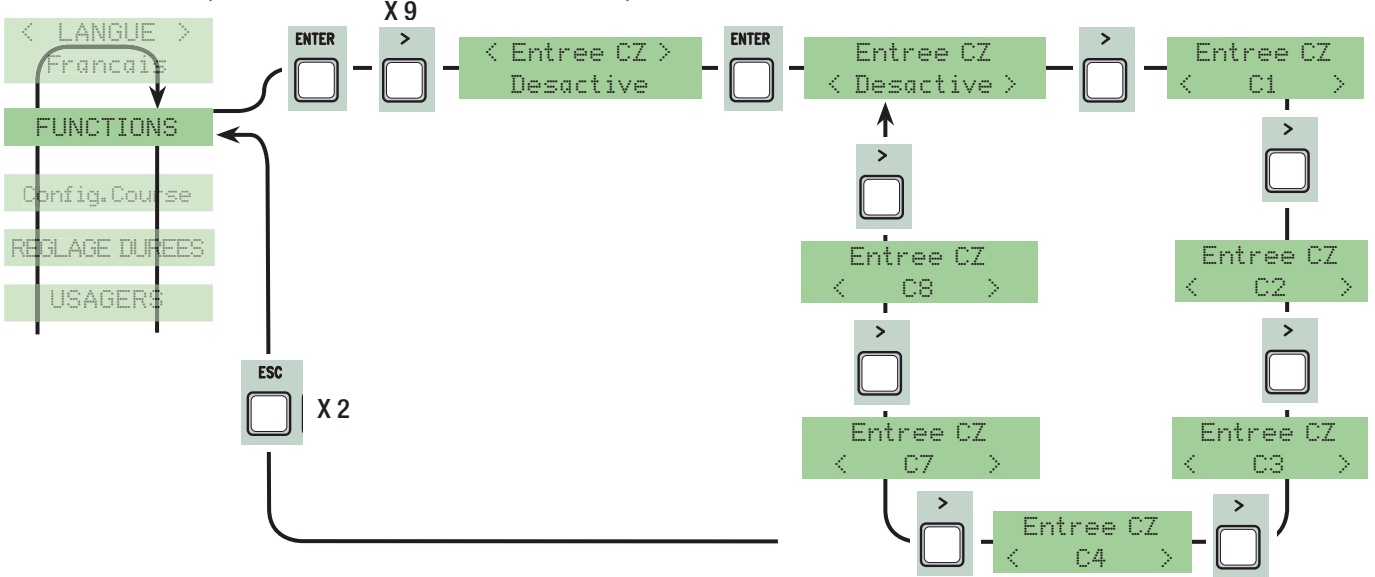 X 9
< LANGUE >
Francais
FUNCTIONS
Config.Course
REGLAGE DUREES
USAGERS
ENTER
>
< Entree CZ >
Desactive
ENTER
Entree CZ
< Desactive >
>
Entree CZ
< C1 >
>
Entree CZ
< C2 >
>
Entree CZ
< C3 >
>
Entree CZ
< C4 >
>
Entree CZ
< C7 >
>
Entree CZ
< C8 >
>
ESC
X 2